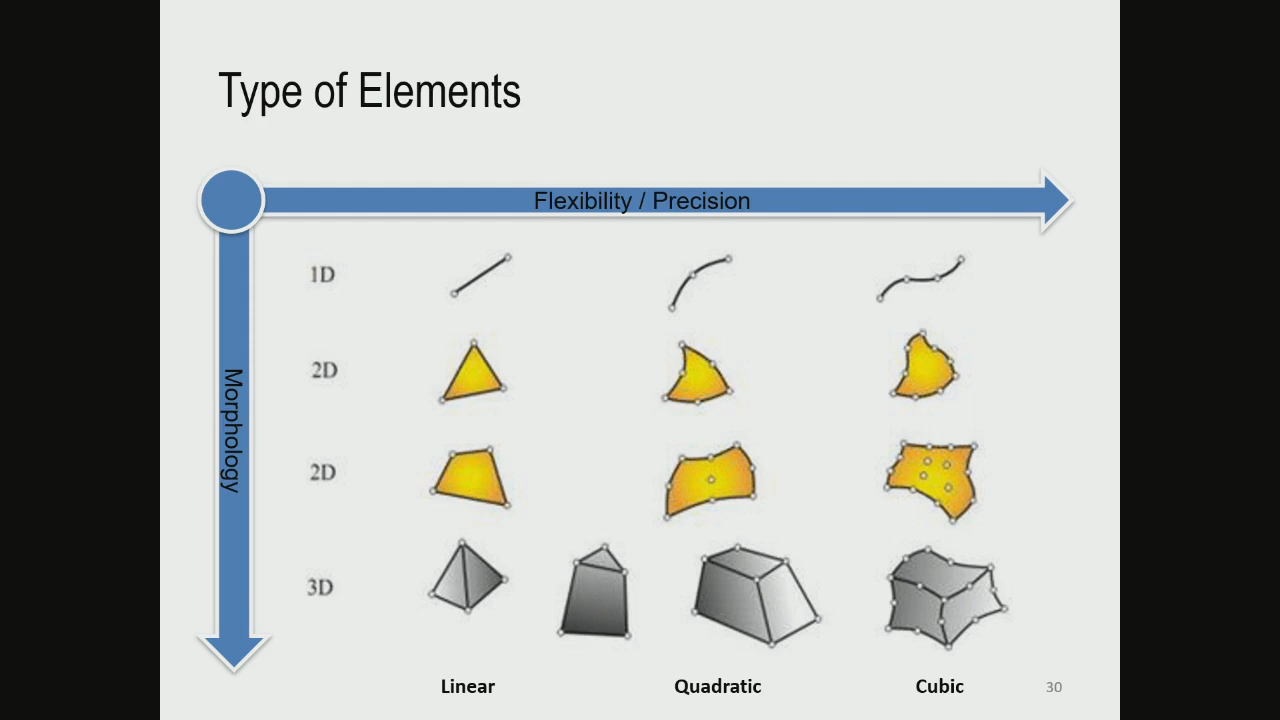 Type of Elements
Flexibility / Precision
Morphology
1D
2D
2D
3D
Linear
Quadratic
Cubic
30